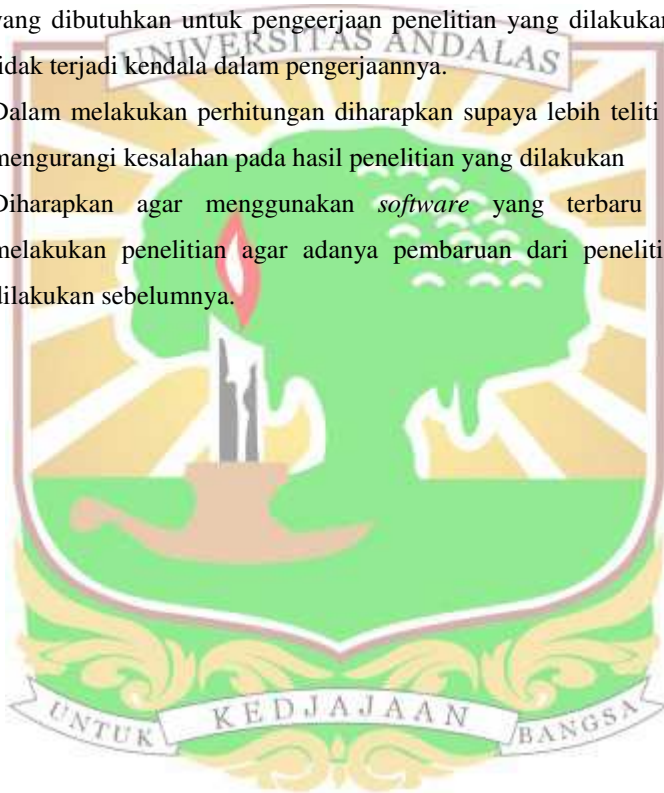 yang dibutuhkan untuk pengeerjaan penelitian yang dilakukan
UNIVERSITAS ANDALAS
tidak terjadi kendala dalam pengerjaannya.
Dalam melakukan perhitungan diharapkan supaya lebih teliti
mengurangi kesalahan pada hasil penelitian yang dilakukan
Diharapkan agar menggunakan software yang terbaru
melakukan penelitian agar adanya pembaruan dari peneliti
dilakukan sebelumnya.
UNTUK KEDJAJAAN BANGSA